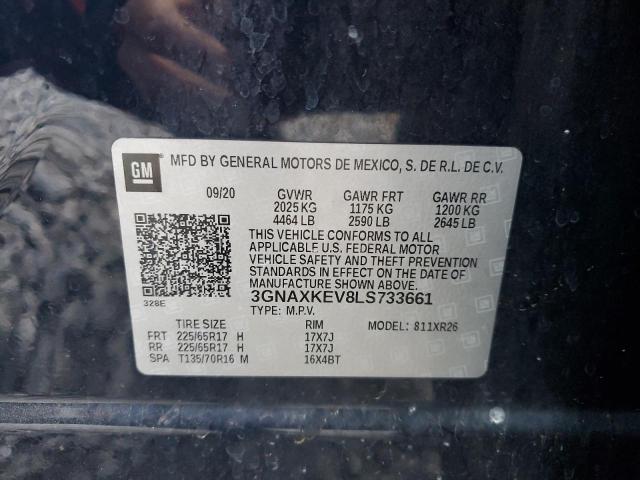 GM MFD BY GENERAL MOTORS DE MEXICO, S. DE R.L. DE C.V.
09/20 GVWR GAWR FRT GAWR RR
2025 KG 1175 KG 1200 KG
4464 LB 2590 LB 2645 LB
THIS VEHICLE CONFORMS TO ALL
APPLICABLE U.S. FEDERAL MOTOR
VEHICLE SAFETY AND THEFT PREVENTION
STANDARDS IN EFFECT ON THE DATE OF
MANUFACTURE SHOWN ABOVE.
328E 3GNAXKEV8LS733661
TYPE: M.P.V.
TIRE SIZE RIM MODEL: 811XR26
FRT 225/65R17 H 17X7J
RR 225/65R17 H 17X7J
SPA T135/70R16 M 16X4BT